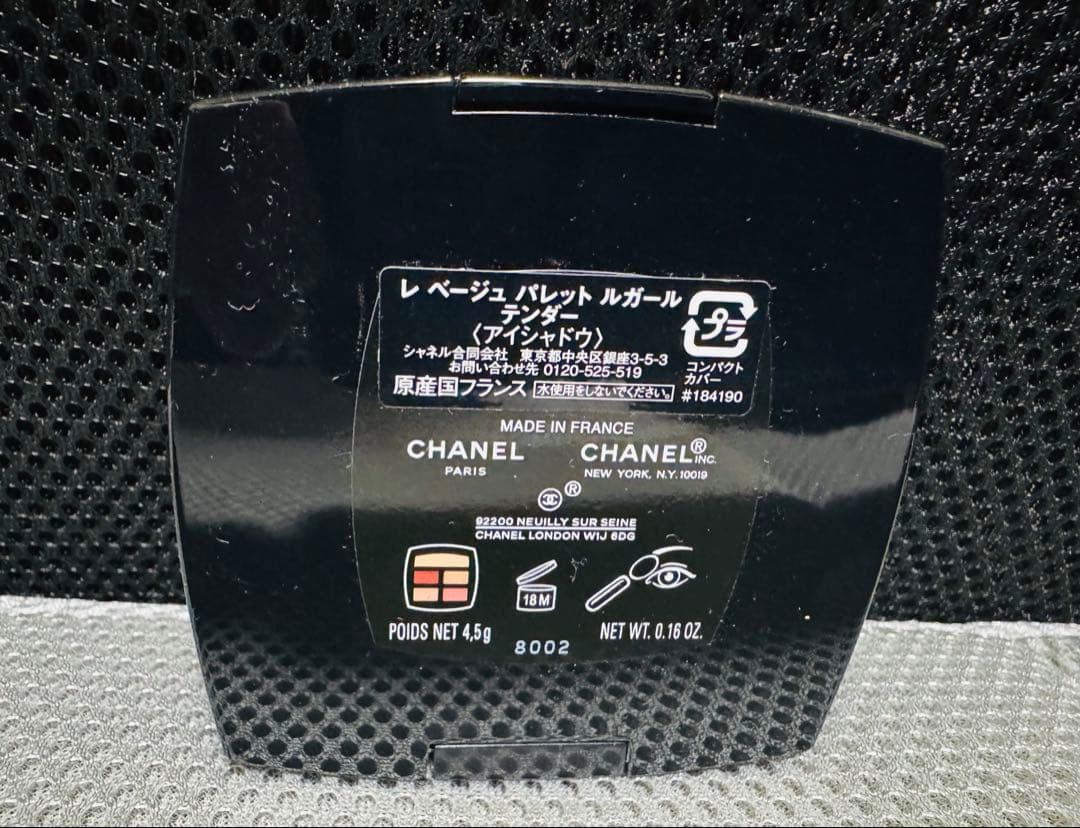 レ ベージュ パレット ルガール
テンダー
〈アイシャドウ〉
シャネル合同会社 東京都中央区銀座3-5-3
お問い合わせ先 0120-525-519
原産国フランス 水使用をしないでください。
プラ
コンパクト
カバー
#184190
MADE IN FRANCE
CHANEL
PARIS
CHANEL® INC.
NEW YORK, N.Y. 10019
®
92200 NEUILLY SUR SEINE
CHANEL LONDON W1J 6DG
18M
POIDS NET 4,5g
NET WT. 0.16 OZ.
8002